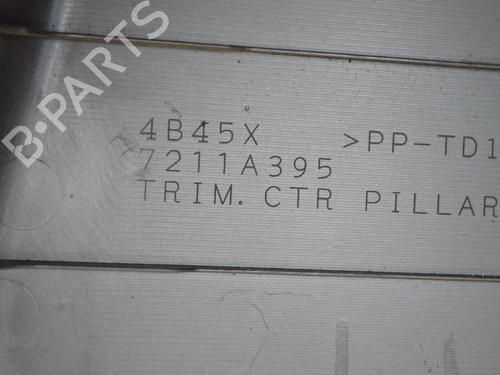 B-PARTS
4B45X >PP-TD1
7211A395
TRIM. CTR PILLAR